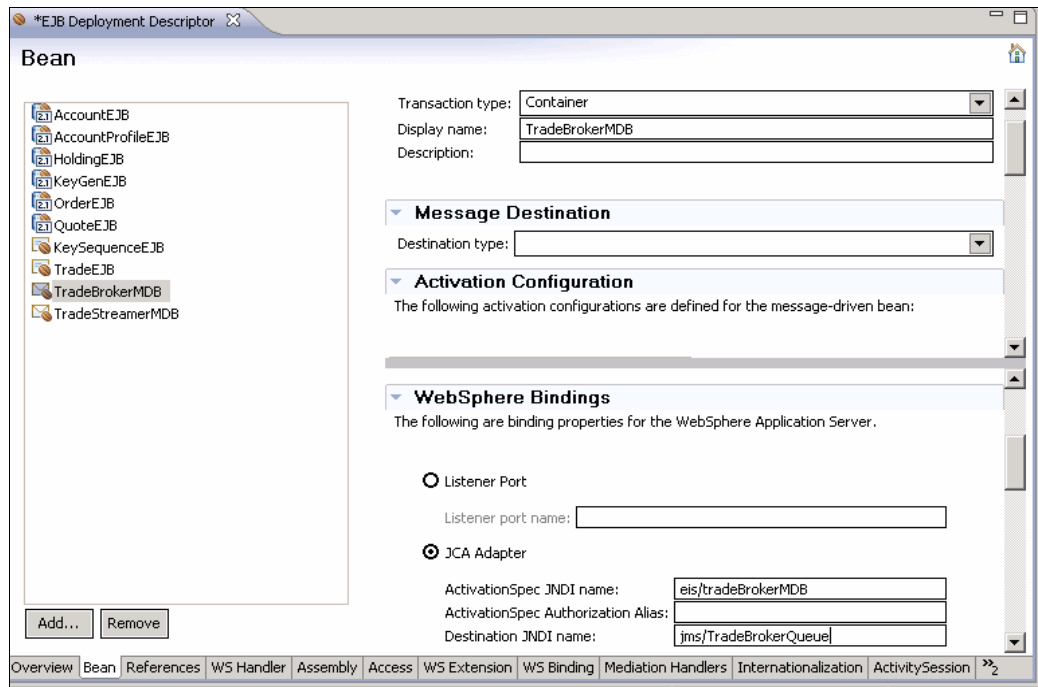 *EJB Deployment Descriptor
Bean
AccountEJB
AccountProfileEJB
HoldingEJB
KeyGenEJB
OrderEJB
QuoteEJB
KeySequenceEJB
TradeEJB
TradeBrokerMDB
TradeStreamerMDB
Add...
Remove
Transaction type: Container
Display name: TradeBrokerMDB
Description:
Message Destination
Destination type:
Activation Configuration
The following activation configurations are defined for the message-driven bean:
WebSphere Bindings
The following are binding properties for the WebSphere Application Server.
Listener Port
Listener port name:
JCA Adapter
ActivationSpec JNDI name: eis/tradeBrokerMDB
ActivationSpec Authorization Alias:
Destination JNDI name: jms/TradeBrokerQueue
Overview Bean References WS Handler Assembly Access WS Extension WS Binding Mediation Handlers Internationalization ActivitySession »2